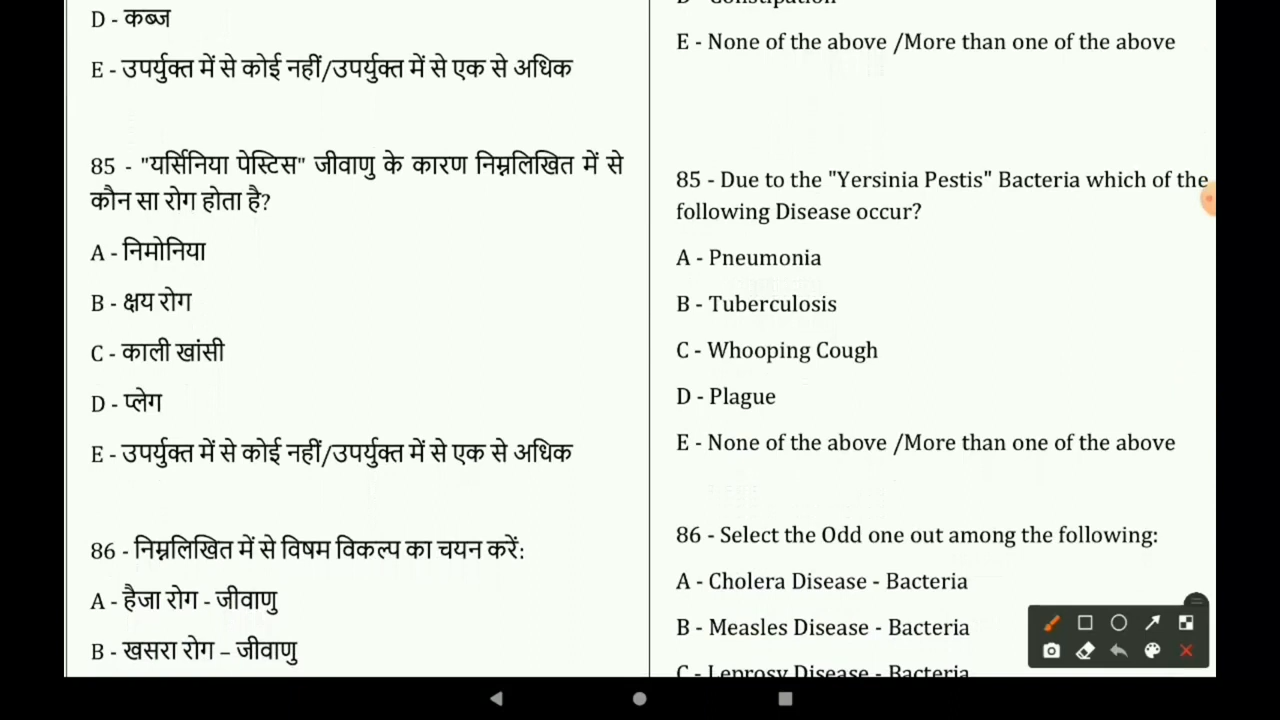 D - कब्ज
E - उपर्युक्त में से कोई नहीं/उपर्युक्त में से एक से अधिक
85 - "यर्सिनिया पेस्टिस" जीवाणु के कारण निम्नलिखित में से
कौन सा रोग होता है?
A - निमोनिया
B - क्षय रोग
C - काली खांसी
D - प्लेग
E - उपर्युक्त में से कोई नहीं/उपर्युक्त में से एक से अधिक
86 - निम्नलिखित में से विषम विकल्प का चयन करें:
A - हैजा रोग - जीवाणु
B - खसरा रोग – जीवाणु
D - Constipation
E - None of the above /More than one of the above
85 - Due to the "Yersinia Pestis" Bacteria which of the
following Disease occur?
A - Pneumonia
B - Tuberculosis
C - Whooping Cough
D - Plague
E - None of the above /More than one of the above
86 - Select the Odd one out among the following:
A - Cholera Disease - Bacteria
B - Measles Disease - Bacteria
C - Leprosy Disease - Bacteria